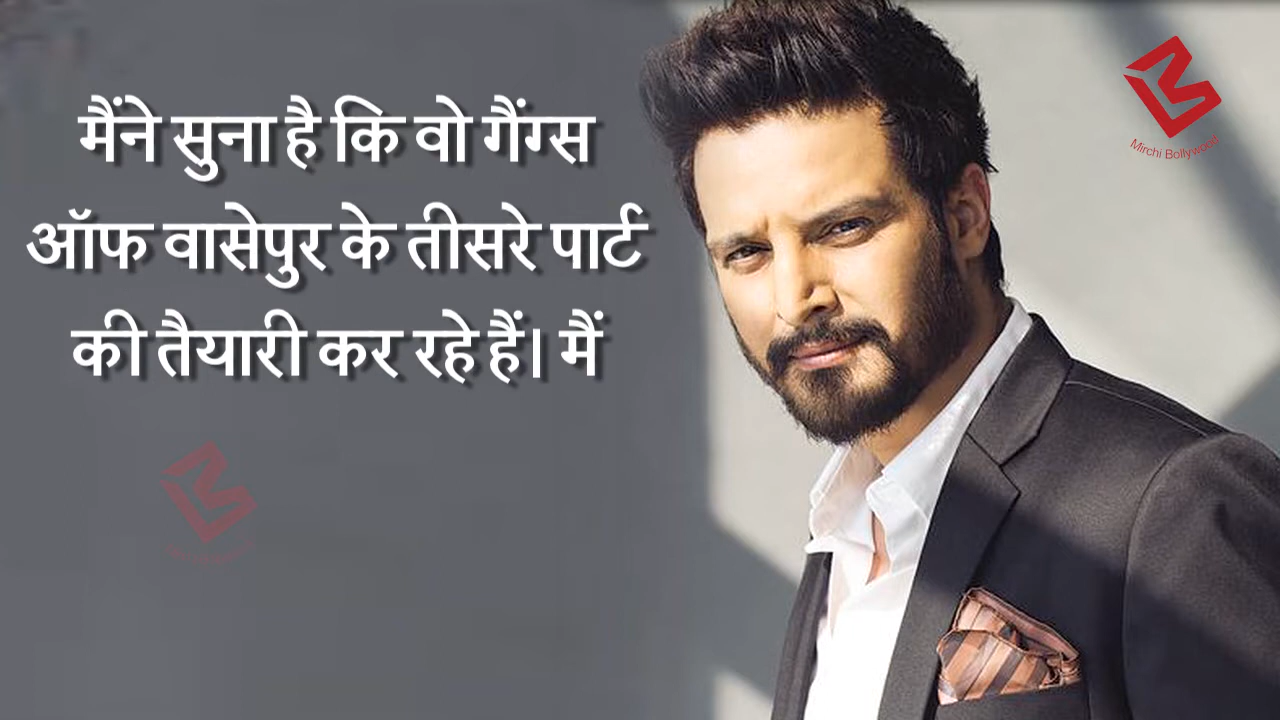 मैंने सुना है कि वो गैंग्स
ऑफ वासेपुर के तीसरे पार्ट
की तैयारी कर रहे हैं। मैं
Mirchi Bollywood